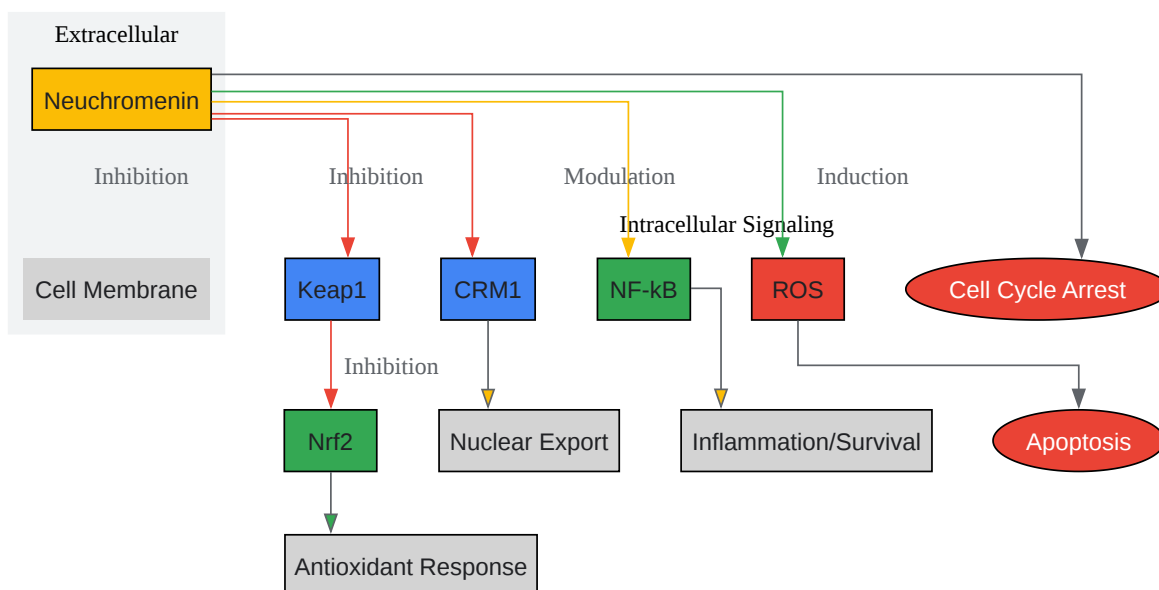 Extracellular
Neuchromenin
Inhibition
Inhibition
Modulation
Induction
Intracellular Signaling
Cell Membrane
Keap1
CRM1
NF-kB
ROS
Cell Cycle Arrest
Inhibition
Nrf2
Nuclear Export
Inflammation/Survival
Apoptosis
Antioxidant Response